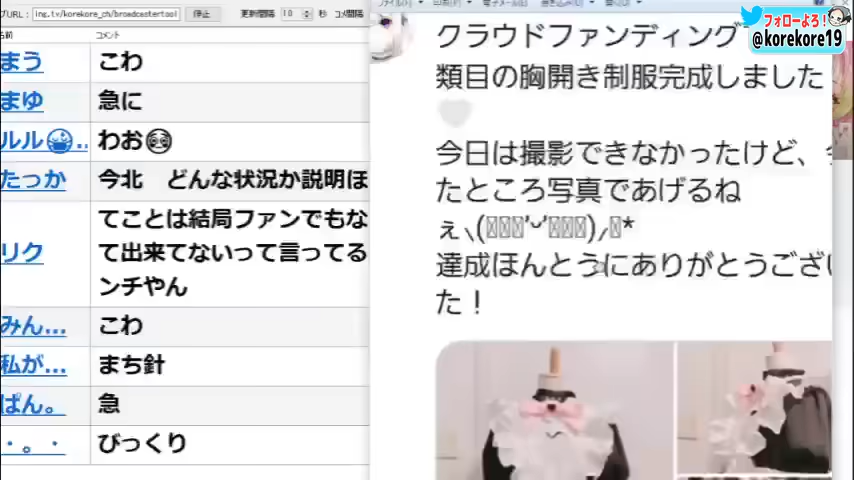 ing.tv/korekore_ch/broadcastertool
停止
更新間隔 10 秒
コメント
まう こわ
まゆ 急に
ルル😷.. わお😳
たっか 今北 どんな状況か説明ほ
リク てことは結局ファンでもな
て出来てないって言ってる
ンチやん
みん... こわ
私が... まち針
ぱん。 急
・。・ びっくり
クラウドファンディング
類目の胸開き制服完成しました
今日は撮影できなかったけど、
たところ写真であげるね
達成ほんとうにありがとうござい
た！
フォローよろ！
@korekore19